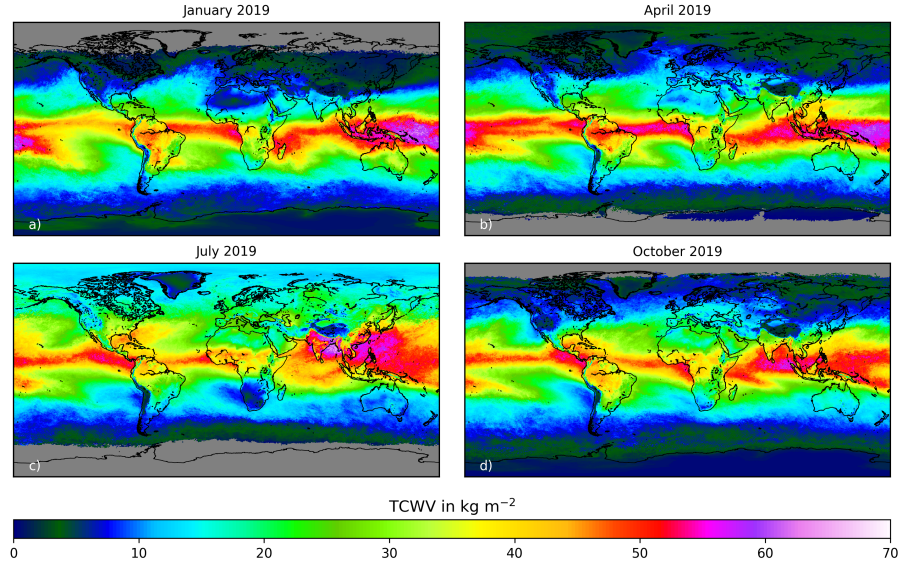 January 2019
April 2019
a)
b)
July 2019
October 2019
c)
d)
TCWV in kg m⁻²
0 10 20 30 40 50 60 70